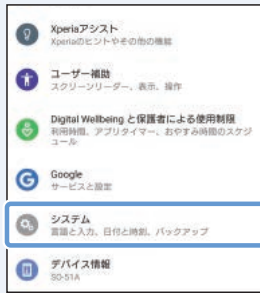 Xperiaアシスト
Xperiaのヒントやその他の機能
ユーザー補助
スクリーンリーダー、表示、操作
Digital Wellbeing と保護者による使用制限
利用時間、アプリタイマー、おやすみ時間のスケジ
ュール
Google
サービスと設定
システム
言語と入力、日付と時刻、バックアップ
デバイス情報
SO-51A